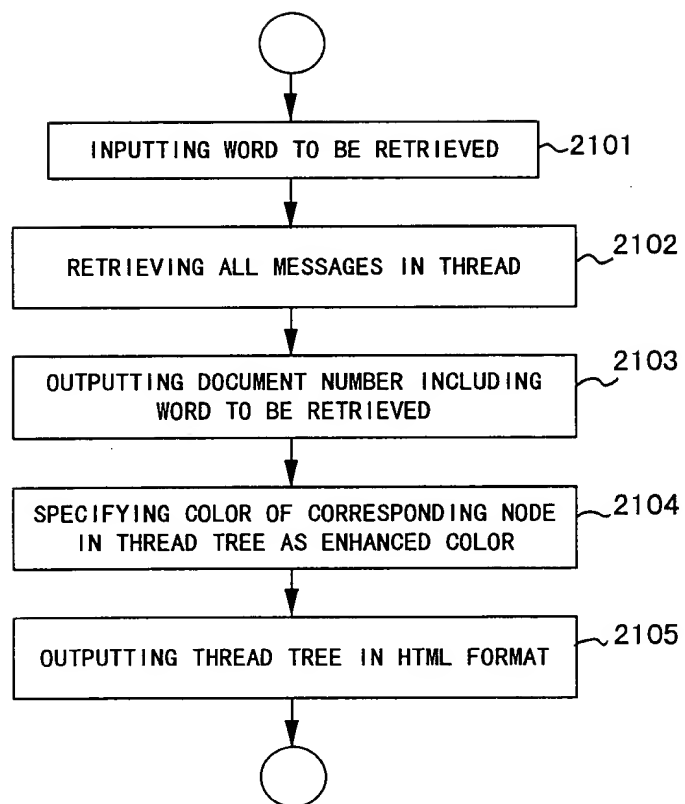 INPUTTING WORD TO BE RETRIEVED
2101
RETRIEVING ALL MESSAGES IN THREAD
2102
OUTPUTTING DOCUMENT NUMBER INCLUDING
WORD TO BE RETRIEVED
2103
SPECIFYING COLOR OF CORRESPONDING NODE
IN THREAD TREE AS ENHANCED COLOR
2104
OUTPUTTING THREAD TREE IN HTML FORMAT
2105